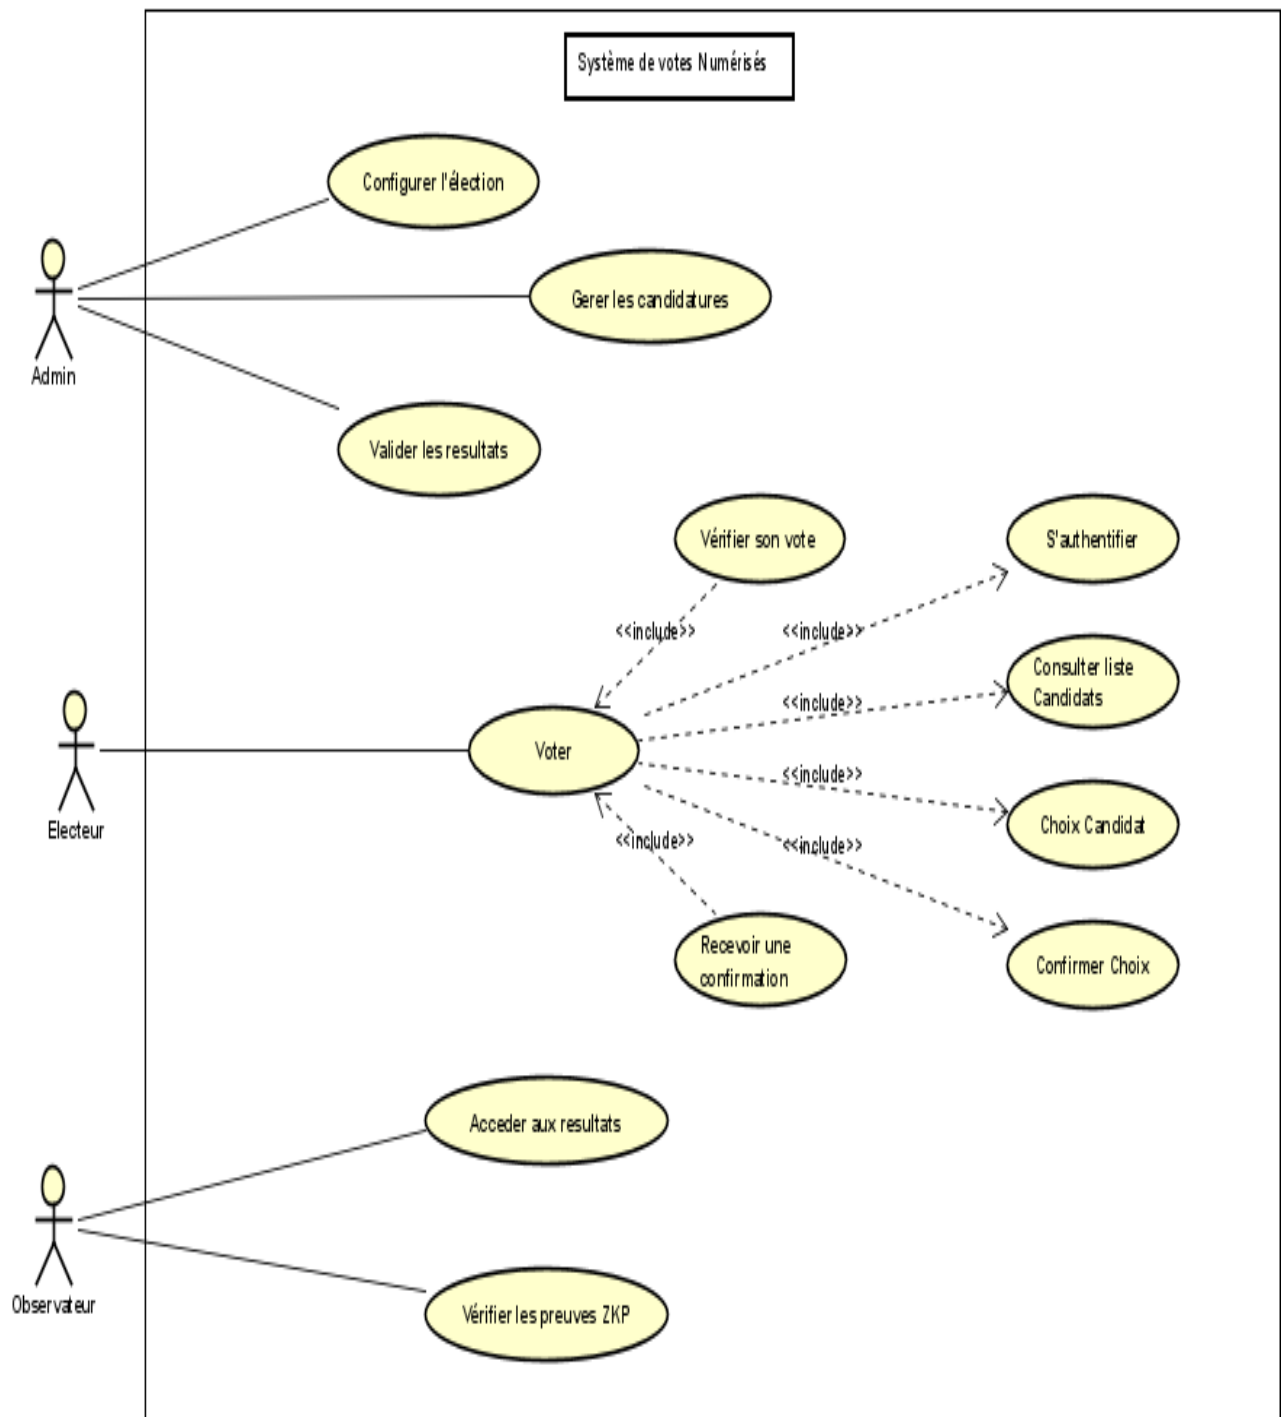 Système de votes Numérisés
Configurer l'élection
Gerer les candidatures
Admin
Valider les resultats
Vérifier son vote
S'authentifier
<<include>>
<<include>>
Consulter liste
Candidats
<<include>>
Voter
<<include>>
Electeur
Choix Candidat
<<include>>
<<include>>
Recevoir une
confirmation
Confirmer Choix
Acceder aux resultats
Observateur
Vérifier les preuves ZKP